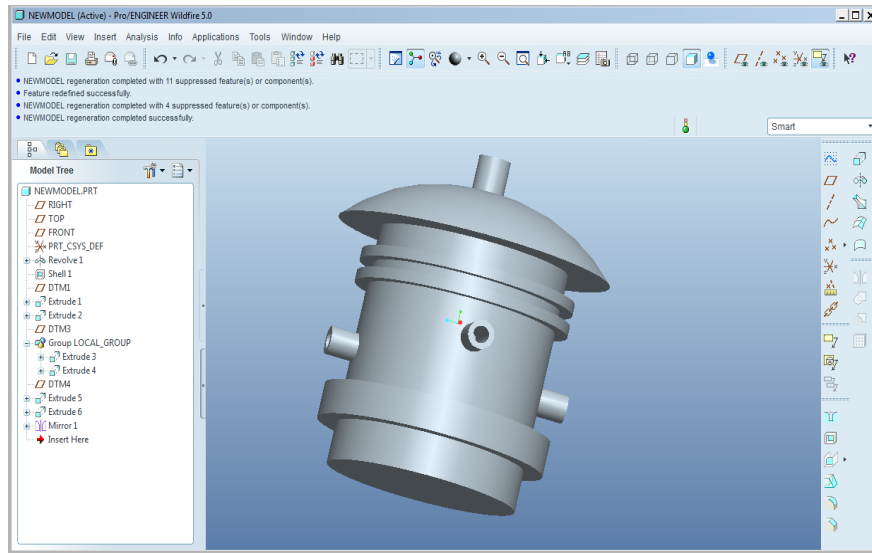 NEWMODEL (Active) - Pro/ENGINEER Wildfire 5.0
File Edit View Insert Analysis Info Applications Tools Window Help
NEWMODEL regeneration completed with 11 suppressed feature(s) or component(s).
Feature redefined successfully.
NEWMODEL regeneration completed with 4 suppressed feature(s) or component(s).
NEWMODEL regeneration completed successfully.
Smart
Model Tree
NEWMODEL.PRT
RIGHT
TOP
FRONT
PRT_CSYS_DEF
Revolve 1
Shell 1
DTM1
Extrude 1
Extrude 2
DTM3
Group LOCAL_GROUP
Extrude 3
Extrude 4
DTM4
Extrude 5
Extrude 6
Mirror 1
Insert Here